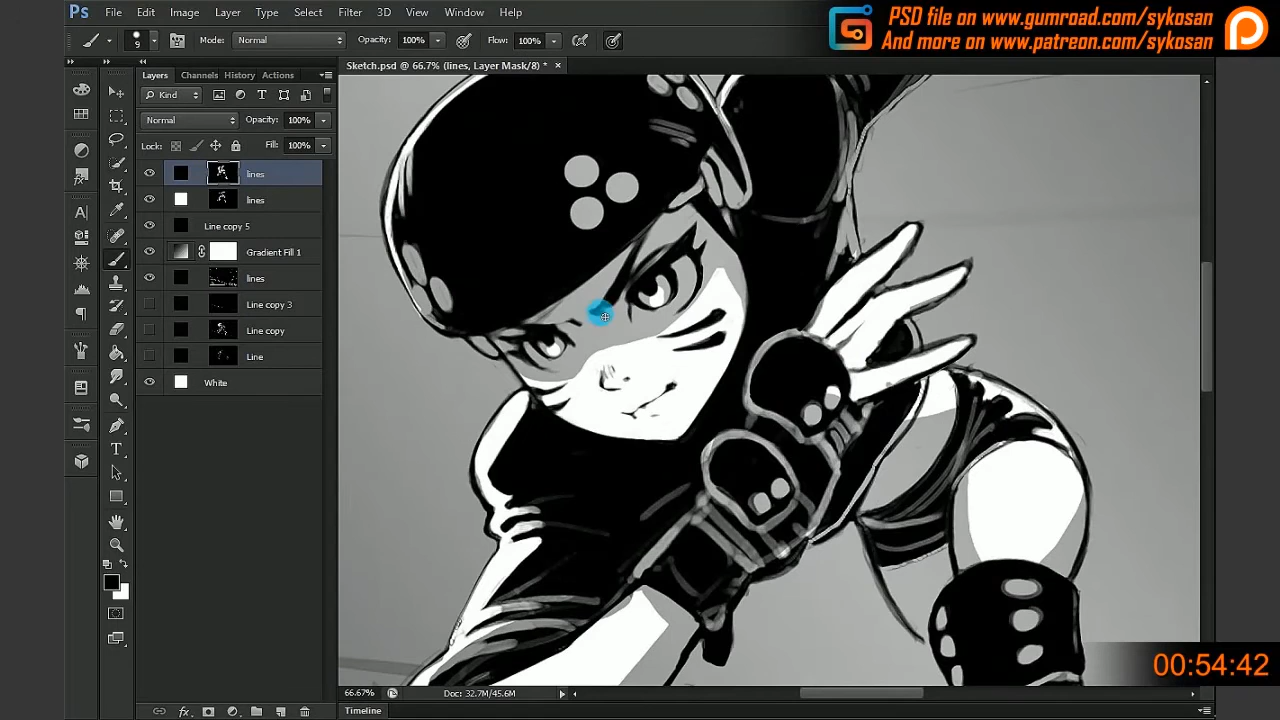 Ps File Edit Image Layer Type Select Filter 3D View Window Help
PSD file on www.gumroad.com/sykosan
And more on www.patreon.com/sykosan
9 Mode: Normal Opacity: 100% Flow: 100%
Sketch.psd @ 66.7% (lines, Layer Mask/8) * ×
Layers Channels History Actions
Kind
Normal Opacity: 100%
Lock: Fill: 100%
lines
lines
Line copy 5
Gradient Fill 1
lines
Line copy 3
Line copy
Line
White
00:54:42
66.67% Doc: 32.7M/45.6M
Timeline